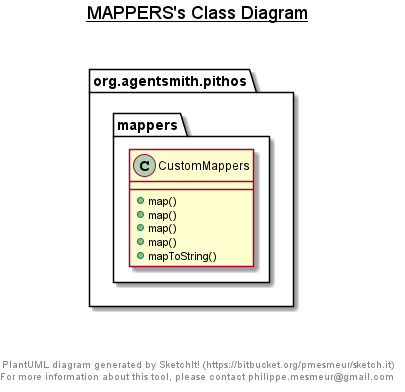 MAPPERS's Class Diagram
org.agentsmith.pithos
mappers
C CustomMappers
map()
map()
map()
map()
mapToString()
PlantUML diagram generated by SketchIt! (https://bitbucket.org/pmesmeur/sketch.it)
For more information about this tool, please contact philippe.mesmeur@gmail.com